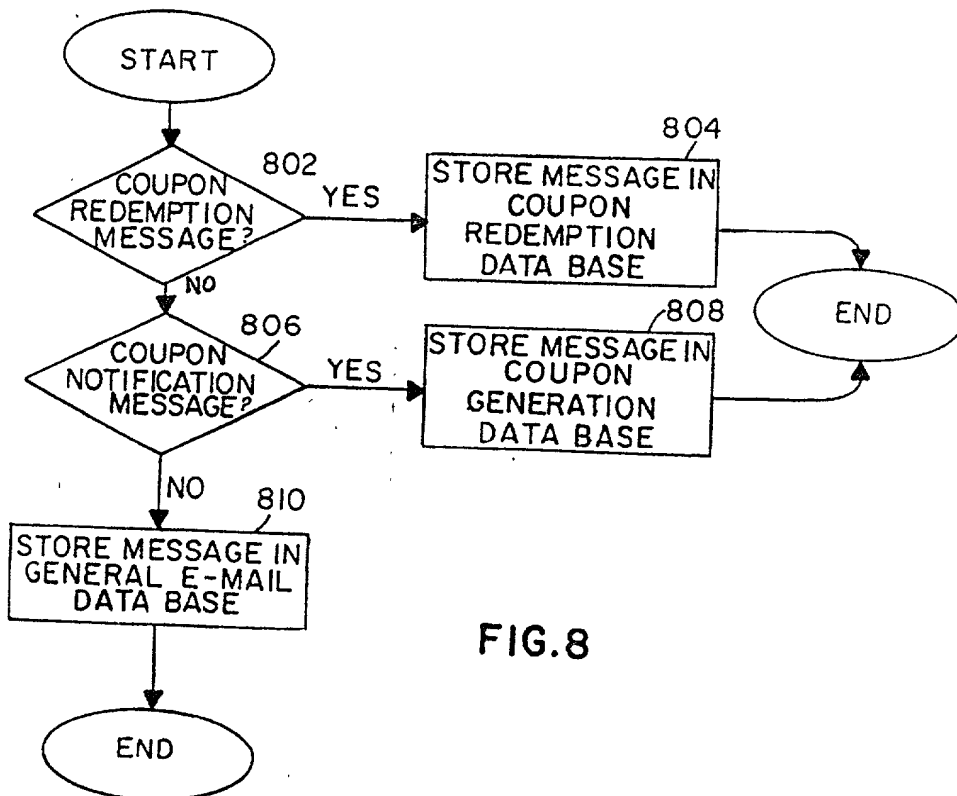 START
802
COUPON
REDEMPTION
MESSAGE?
YES
804
STORE MESSAGE IN
COUPON
REDEMPTION
DATA BASE
NO
END
806
COUPON
NOTIFICATION
MESSAGE?
YES
808
STORE MESSAGE IN
COUPON
GENERATION
DATA BASE
NO
810
STORE MESSAGE IN
GENERAL E-MAIL
DATA BASE
FIG.8
END